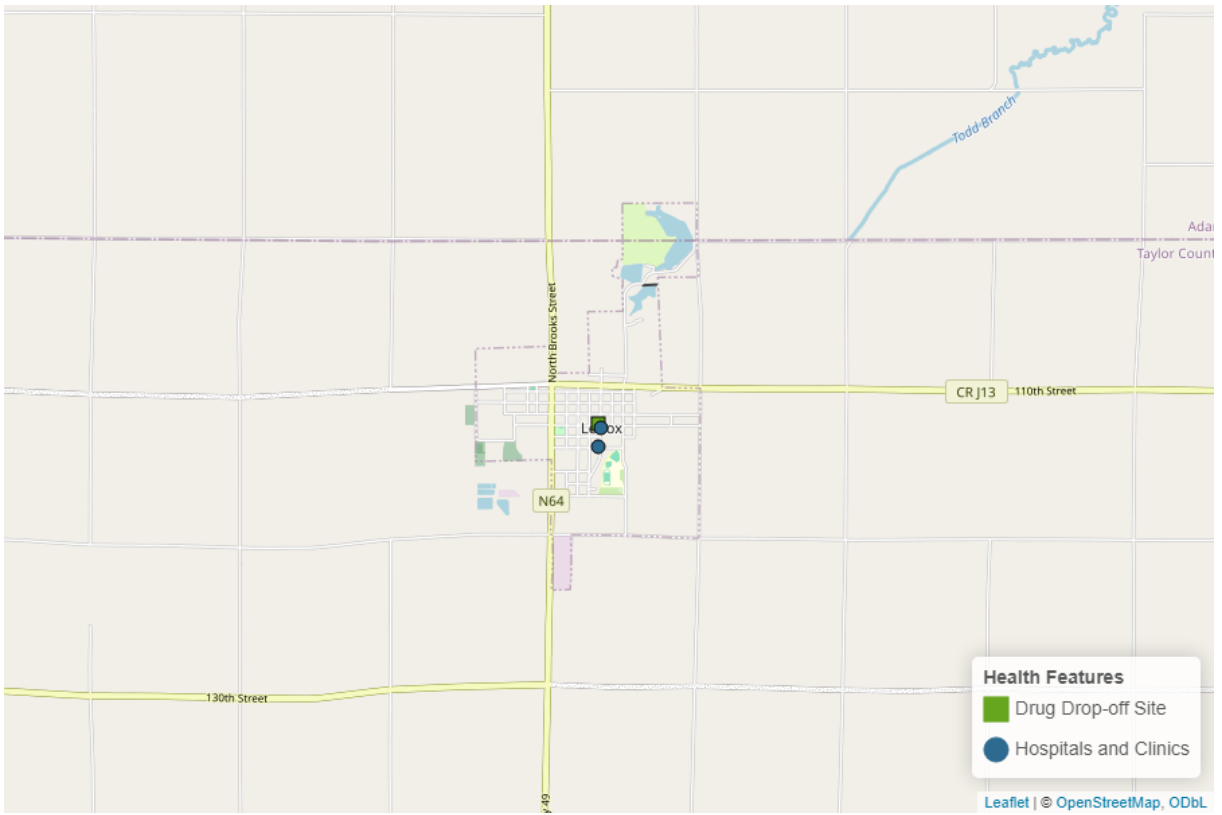 Todd Branch
Ada
Taylor Count
North Brooks Street
CR J13
110th Street
N64
130th Street
y 49
Health Features
Drug Drop-off Site
Hospitals and Clinics
Leaflet | © OpenStreetMap, ODbL